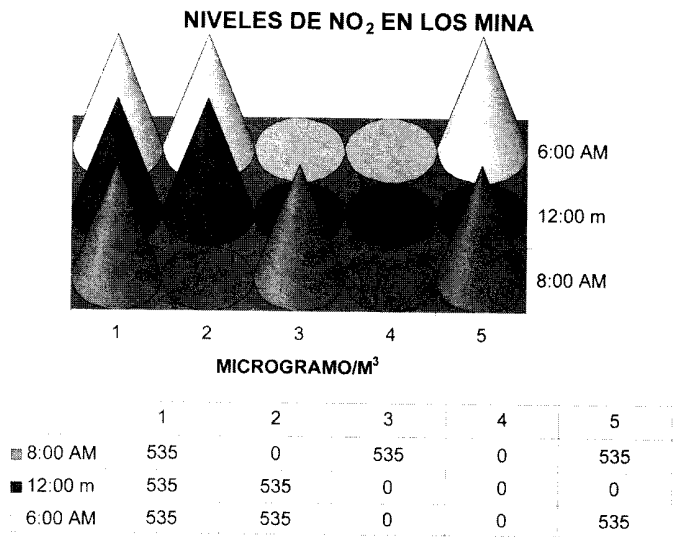 NIVELES DE NO₂ EN LOS MINA
6:00 AM
12:00 m
8:00 AM
1 2 3 4 5
MICROGRAMO/M³
1 2 3 4 5
8:00 AM 535 0 535 0 535
12:00 m 535 535 0 0 0
6:00 AM 535 535 0 0 535